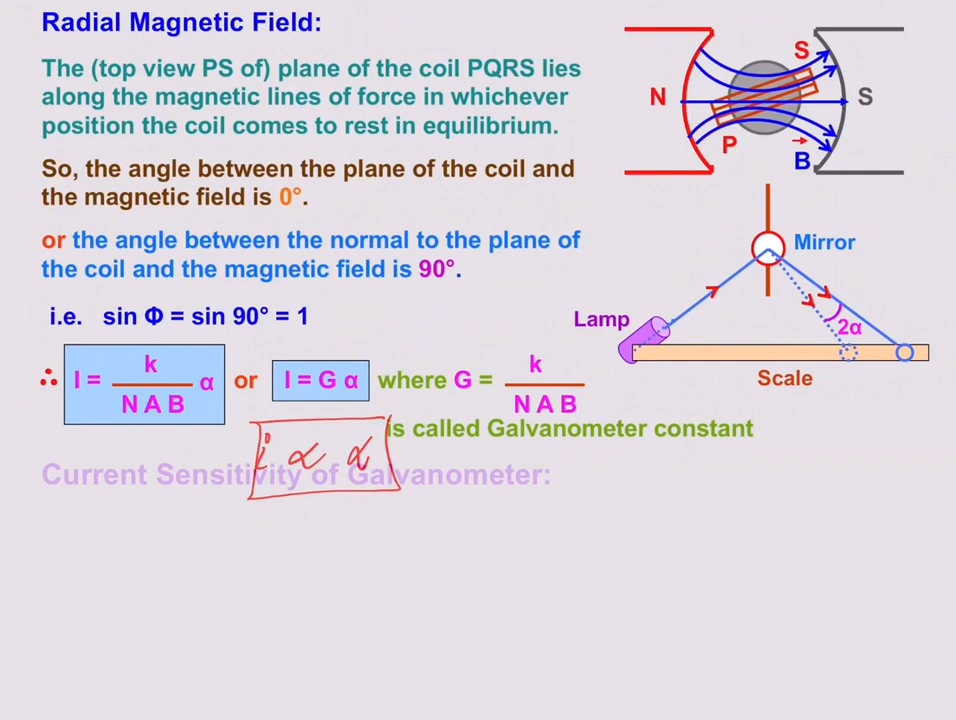 Radial Magnetic Field:
The (top view PS of) plane of the coil PQRS lies
along the magnetic lines of force in whichever
position the coil comes to rest in equilibrium.
So, the angle between the plane of the coil and
the magnetic field is 0°.
or the angle between the normal to the plane of
the coil and the magnetic field is 90°.
i.e. sin Φ = sin 90° = 1
∴ I = k / N A B α or I = G α where G = k / N A B
is called Galvanometer constant
i ∝ α
Current Sensitivity of Galvanometer:
S
N
S
P
B
Mirror
Lamp
2α
Scale